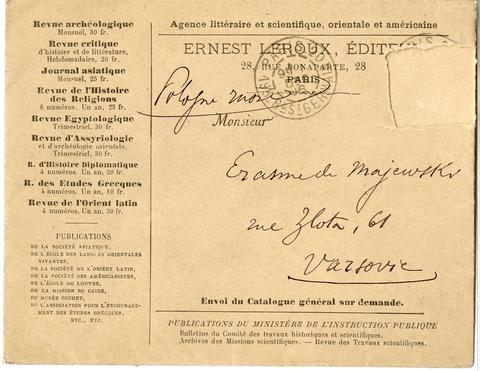 Revue archéologique
Mensuel, 30 fr.
Revue critique
d'histoire et de littérature,
Hebdomadaire, 20 fr.
Journal asiatique
Mensuel, 25 fr.
Revue de l'Histoire
des Religions
6 numéros. Un an, 25 fr.
Revue Egyptologique
Trimestriel, 30 fr.
Revue d'Assyriologie
et d'archéologie orientale.
Trimestriel, 30 fr.
R. d'Histoire Diplomatique
4 numéros. Un an, 20 fr.
R. des Etudes Grecques
4 numéros. Un an, 10 fr.
Revue de l'Orient latin
4 numéros. Un an, 30 fr.
PUBLICATIONS
DE LA SOCIÉTÉ ASIATIQUE,
DE L'ÉCOLE DES LANGUES ORIENTALES
VIVANTES,
DE LA SOCIÉTÉ DE L'ORIENT LATIN,
DE LA SOCIÉTÉ DES AMÉRICANISTES,
DE L'ÉCOLE DU LOUVRE,
DE LA MISSION DU CAIRE,
DU MUSÉE GUIMET,
DE L'ASSOCIATION POUR L'ENCOURAGE-
MENT DES ÉTUDES GRECQUES,
ETC., ETC.
Agence littéraire et scientifique, orientale et américaine
ERNEST LEROUX, ÉDITEUR
28, RUE BONAPARTE, 28
PARIS
Pologne
Monsieur
Erasme de Majewski
rue Zlota, 61
Varsovie
Envoi du Catalogue général sur demande.
PUBLICATIONS DU MINISTÈRE DE L'INSTRUCTION PUBLIQUE
Bulletins du Comité des travaux historiques et scientifiques.
Archives des Missions scientifiques. — Revue des Travaux scientifiques.